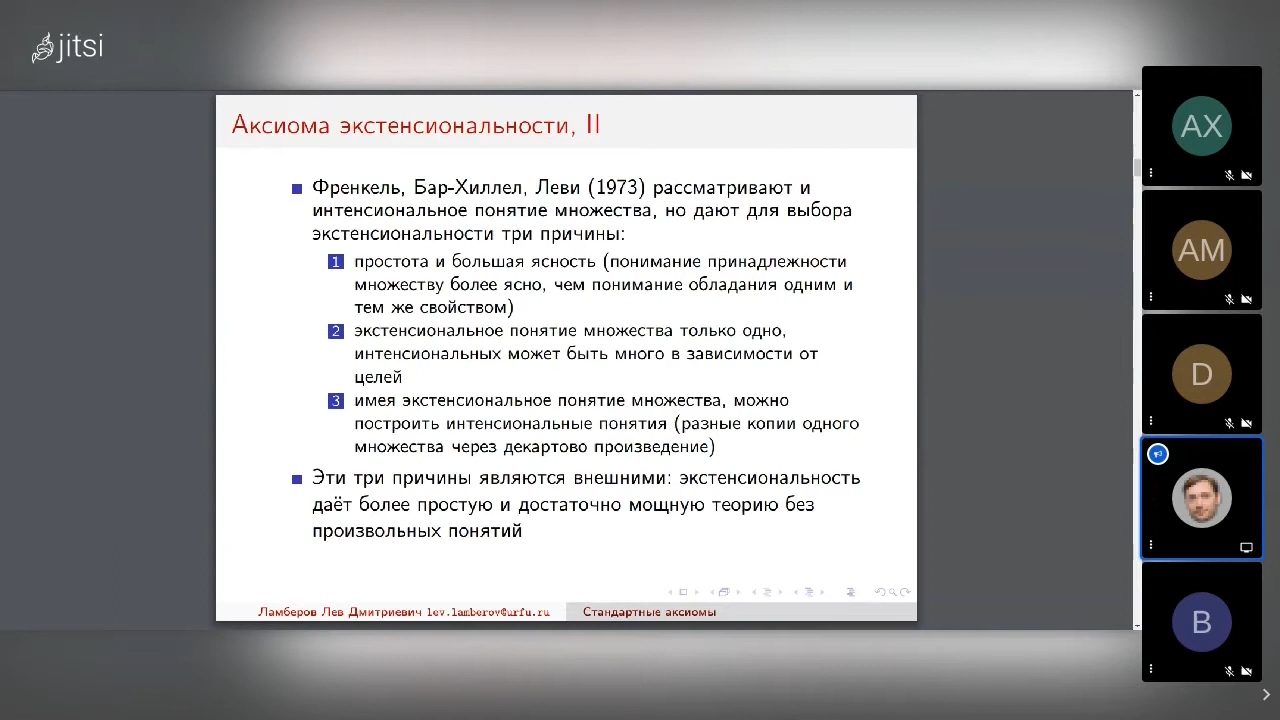 jitsi
Аксиома экстенсиональности, II
Френкель, Бар-Хиллел, Леви (1973) рассматривают и
интенсиональное понятие множества, но дают для выбора
экстенсиональности три причины:
1 простота и большая ясность (понимание принадлежности
множеству более ясно, чем понимание обладания одним и
тем же свойством)
2 экстенсиональное понятие множества только одно,
интенсиональных может быть много в зависимости от
целей
3 имея экстенсиональное понятие множества, можно
построить интенсиональные понятия (разные копии одного
множества через декартово произведение)
Эти три причины являются внешними: экстенсиональность
даёт более простую и достаточно мощную теорию без
произвольных понятий
Ламберов Лев Дмитриевич lev.lamberov@urfu.ru Стандартные аксиомы
AX
AM
D
B